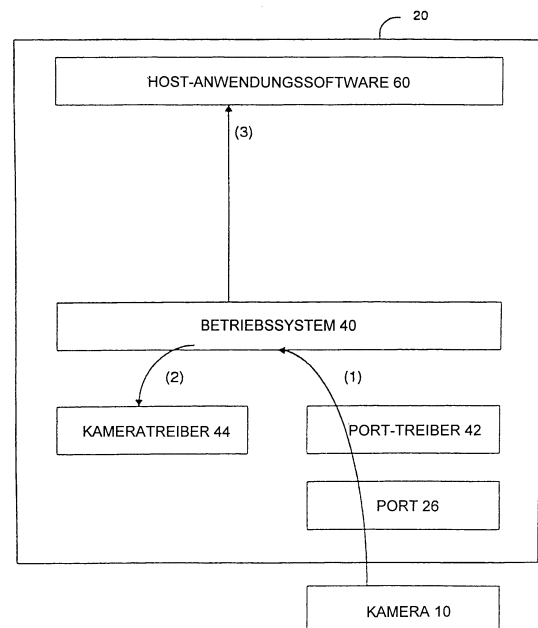 20
HOST-ANWENDUNGSSOFTWARE 60
(3)
BETRIEBSSYSTEM 40
(2)
(1)
KAMERATREIBER 44
PORT-TREIBER 42
PORT 26
KAMERA 10